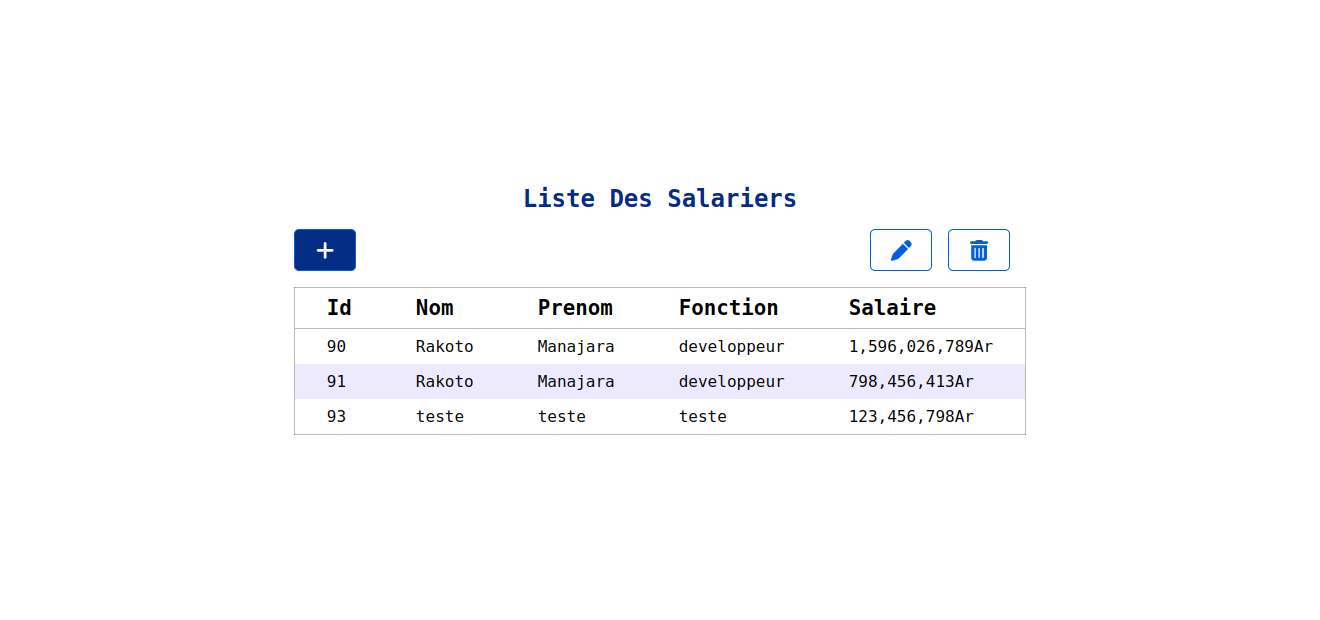 Liste Des Salariers
Id Nom Prenom Fonction Salaire
90 Rakoto Manajara developpeur 1,596,026,789Ar
91 Rakoto Manajara developpeur 798,456,413Ar
93 teste teste teste 123,456,798Ar